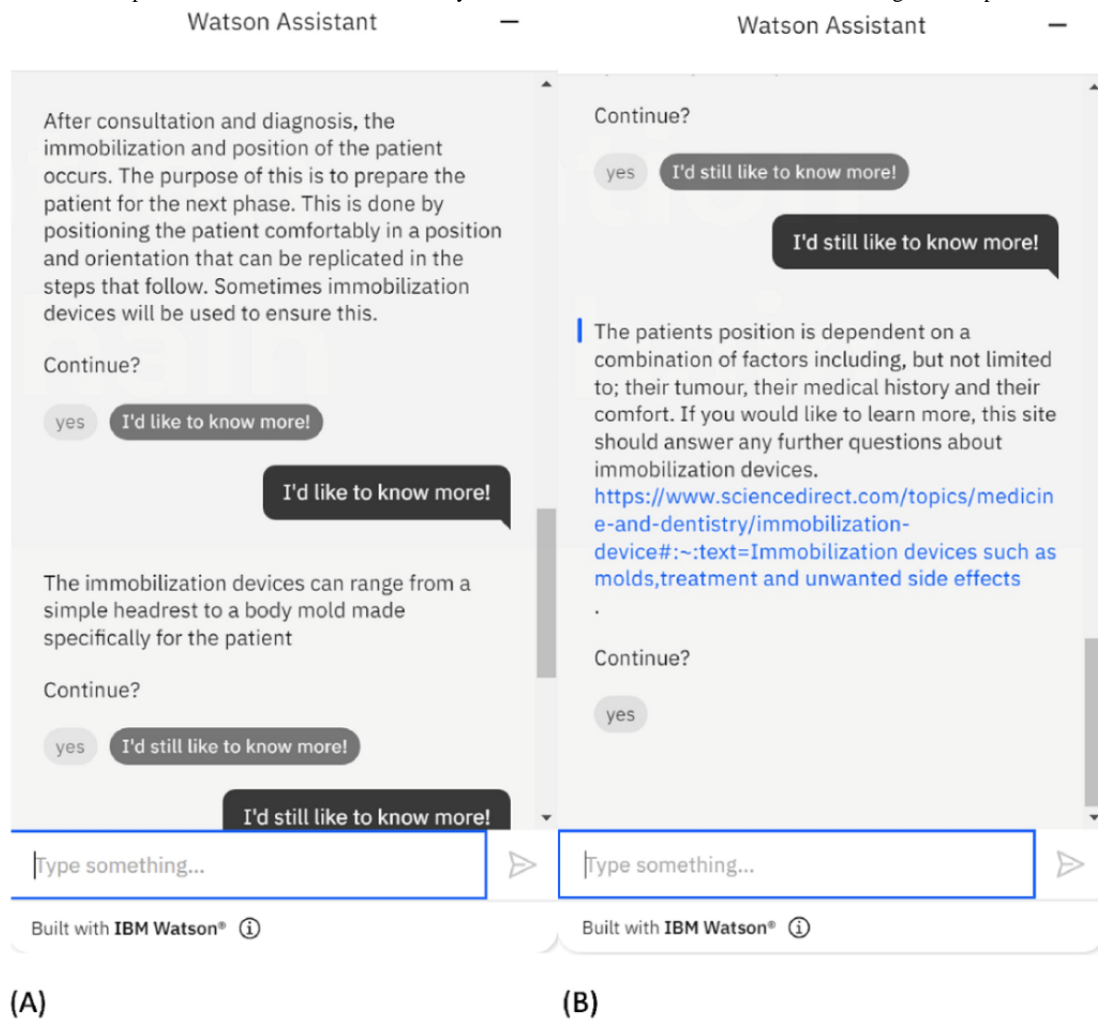 Watson Assistant
After consultation and diagnosis, the
immobilization and position of the patient
occurs. The purpose of this is to prepare the
patient for the next phase. This is done by
positioning the patient comfortably in a position
and orientation that can be replicated in the
steps that follow. Sometimes immobilization
devices will be used to ensure this.
Continue?
yes I'd like to know more!
I'd like to know more!
The immobilization devices can range from a
simple headrest to a body mold made
specifically for the patient
Continue?
yes I'd still like to know more!
I'd still like to know more!
Type something...
Built with IBM Watson®
(A)
Watson Assistant
Continue?
yes I'd still like to know more!
I'd still like to know more!
The patients position is dependent on a
combination of factors including, but not limited
to; their tumour, their medical history and their
comfort. If you would like to learn more, this site
should answer any further questions about
immobilization devices.
https://www.sciencedirect.com/topics/medicin
e-and-dentistry/immobilization-
device#:~:text=Immobilization devices such as
molds,treatment and unwanted side effects
.
Continue?
yes
Type something...
Built with IBM Watson®
(B)